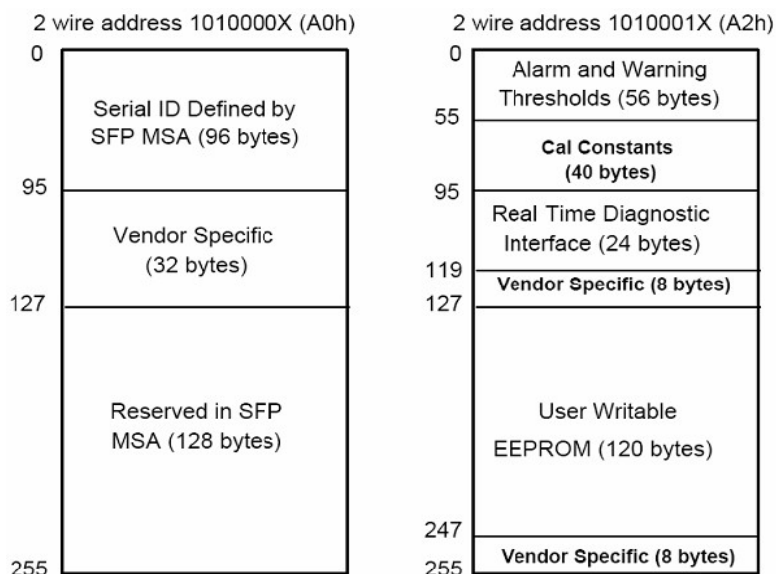 2 wire address 1010000X (A0h)
0
Serial ID Defined by
SFP MSA (96 bytes)
95
Vendor Specific
(32 bytes)
127
Reserved in SFP
MSA (128 bytes)
255
2 wire address 1010001X (A2h)
0
Alarm and Warning
Thresholds (56 bytes)
55
Cal Constants
(40 bytes)
95
Real Time Diagnostic
Interface (24 bytes)
119
Vendor Specific (8 bytes)
127
User Writable
EEPROM (120 bytes)
247
Vendor Specific (8 bytes)
255